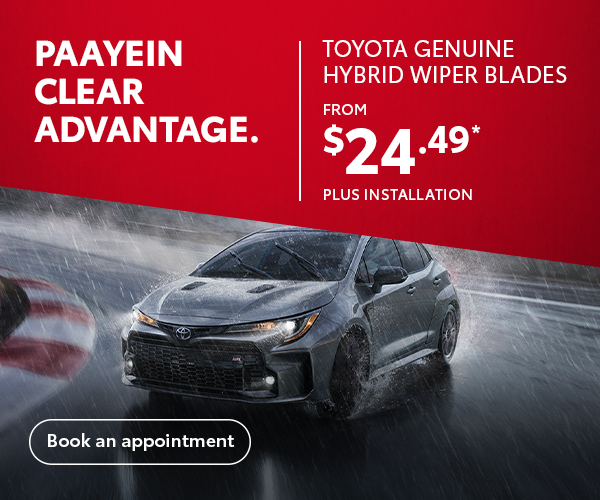 PAAYEIN
CLEAR
ADVANTAGE.
TOYOTA GENUINE
HYBRID WIPER BLADES
FROM
$24.49*
PLUS INSTALLATION
Book an appointment